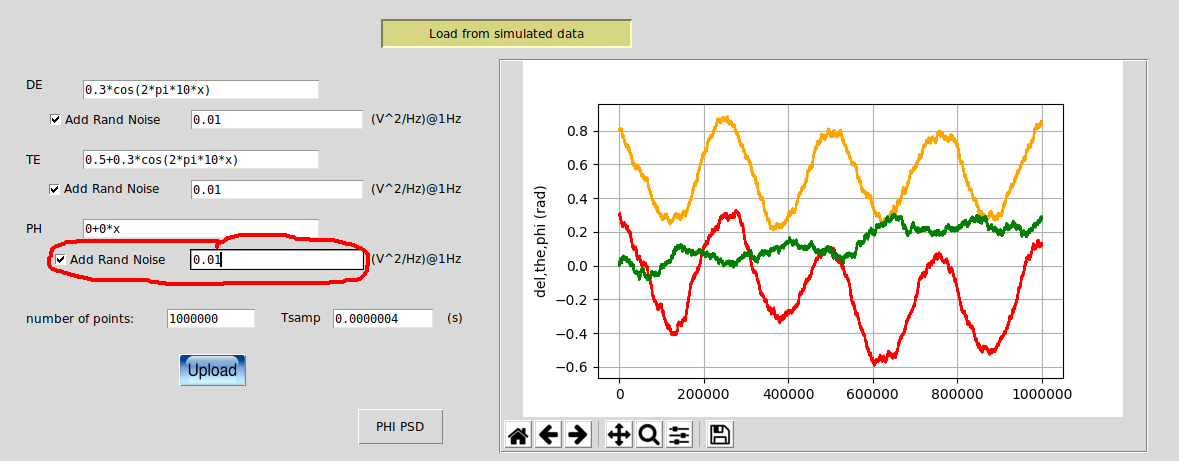 Load from simulated data
DE
0.3*cos(2*pi*10*x)
Add Rand Noise 0.01 (V^2/Hz)@1Hz
TE
0.5+0.3*cos(2*pi*10*x)
Add Rand Noise 0.01 (V^2/Hz)@1Hz
PH
0+0*x
Add Rand Noise 0.01 (V^2/Hz)@1Hz
number of points: 1000000 Tsamp 0.0000004 (s)
Upload
PHI PSD
del,the,phi (rad)
0.8
0.6
0.4
0.2
0.0
−0.2
−0.4
−0.6
0 200000 400000 600000 800000 1000000